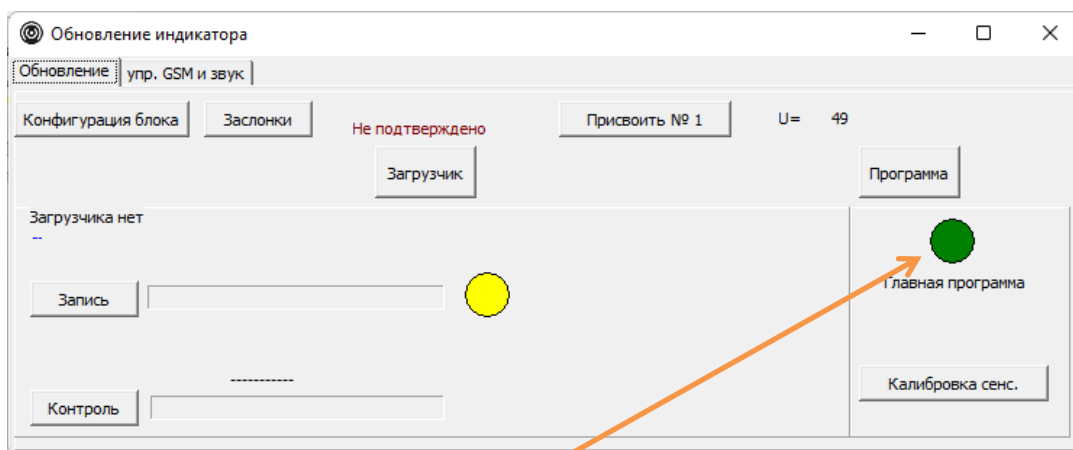 Обновление индикатора
Обновление упр. GSM и звук
Конфигурация блока Заслонки Не подтверждено Присвоить № 1 U= 49
Загрузчик Программа
Загрузчика нет
--
Главная программа
Запись
-----------
Калибровка сенс.
Контроль